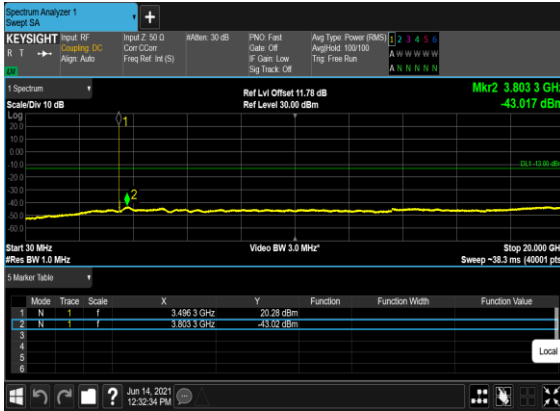 Spectrum Analyzer 1
Swept SA
+
KEYSIGHT
R T
LXI
Input: RF
Coupling: DC
Align: Auto
Input Z: 50 Ω
Corr CCorr
Freq Ref: Int (S)
#Atten: 30 dB
PNO: Fast
Gate: Off
IF Gain: Low
Sig Track: Off
Avg Type: Power (RMS)
Avg|Hold: 100/100
Trig: Free Run
1 2 3 4 5 6
A W W W W W
A N N N N N
1 Spectrum
Scale/Div 10 dB
Ref Lvl Offset 11.78 dB
Ref Level 30.00 dBm
Mkr2 3.803 3 GHz
-43.017 dBm
Log
20.0
10.0
0.00
-10.0
-20.0
-30.0
-40.0
-50.0
-60.0
1
2
DL1 -13.00 dBm
Start 30 MHz
#Res BW 1.0 MHz
Video BW 3.0 MHz*
Stop 20.000 GH
Sweep ~38.3 ms (40001 pts
5 Marker Table
Mode Trace Scale X Y Function Function Width Function Value
1 N 1 f 3.496 3 GHz 20.28 dBm
2 N 1 f 3.803 3 GHz -43.02 dBm
3
4
5
6
Local
?
Jun 14, 2021
12:32:34 PM